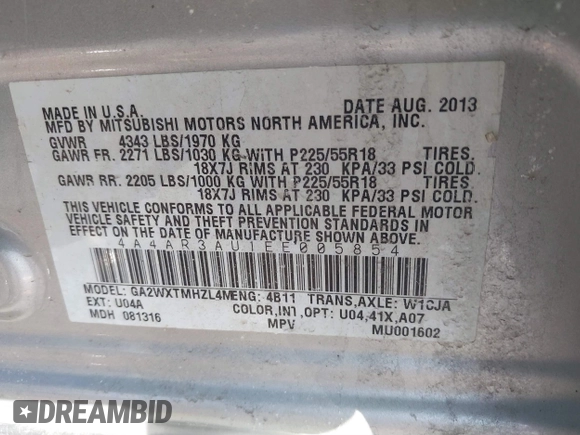 MADE IN U.S.A. DATE AUG. 2013
MFD BY MITSUBISHI MOTORS NORTH AMERICA, INC.
GVWR 4343 LBS/1970 KG
GAWR FR. 2271 LBS/1030 KG WITH P225/55R18 TIRES,
18X7J RIMS AT 230 KPA/33 PSI COLD.
GAWR RR. 2205 LBS/1000 KG WITH P225/55R18 TIRES,
18X7J RIMS AT 230 KPA/33 PSI COLD.
THIS VEHICLE CONFORMS TO ALL APPLICABLE FEDERAL MOTOR
VEHICLE SAFETY AND THEFT PREVENTION STANDARDS IN
EFFECT ON THE DATE OF MANUFACTURE SHOWN ABOVE.
4A4AR3AU1EE005854
MODEL: GA2WXTMHZL4M ENG: 4B11 TRANS,AXLE: W1CJA
EXT: U04A COLOR,INT,OPT: U04,41X,A07
MDH 081316 MPV MU001602
DREAMBID